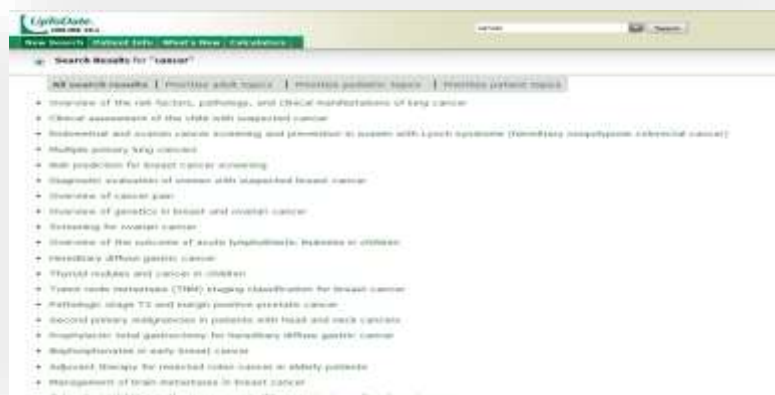 UpToDate
New Search Patient Info What's New Calculators
cancer Search
Search Results for "cancer"
All search results | Prioritize adult topics | Prioritize pediatric topics | Prioritize patient topics
Overview of the risk factors, pathology, and clinical manifestations of lung cancer
Clinical assessment of the child with suspected cancer
Endometrial and ovarian cancer screening and prevention in women with Lynch syndrome (hereditary nonpolyposis colorectal cancer)
Multiple primary lung cancers
Risk prediction for breast cancer screening
Diagnostic evaluation of women with suspected breast cancer
Overview of cancer pain
Overview of genetics in breast and ovarian cancer
Screening for ovarian cancer
Overview of the outcome of acute lymphoblastic leukemia in children
Hereditary diffuse gastric cancer
Thyroid nodules and cancer in children
Tumor node metastasis (TNM) staging classification for breast cancer
Pathologic stage T3 and margin positive prostate cancer
Second primary malignancies in patients with head and neck cancers
Prophylactic total gastrectomy for hereditary diffuse gastric cancer
Bisphosphonates in early breast cancer
Adjuvant therapy for resected colon cancer in elderly patients
Management of brain metastases in breast cancer